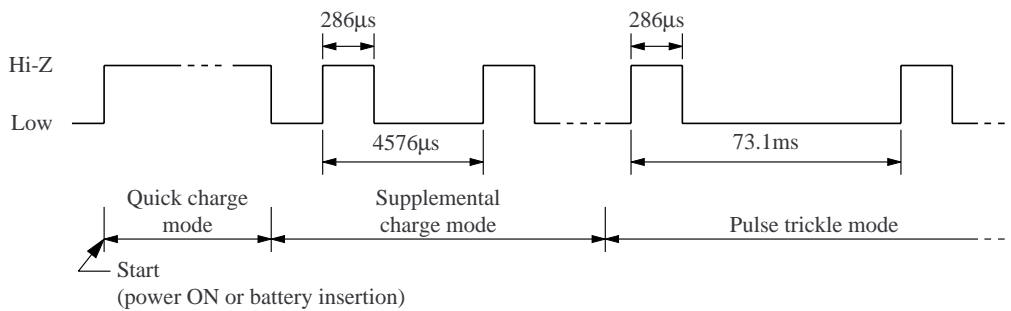 286μs
286μs
Hi-Z
Low
4576μs
73.1ms
Quick charge
mode
Supplemental
charge mode
Pulse trickle mode
Start
(power ON or battery insertion)